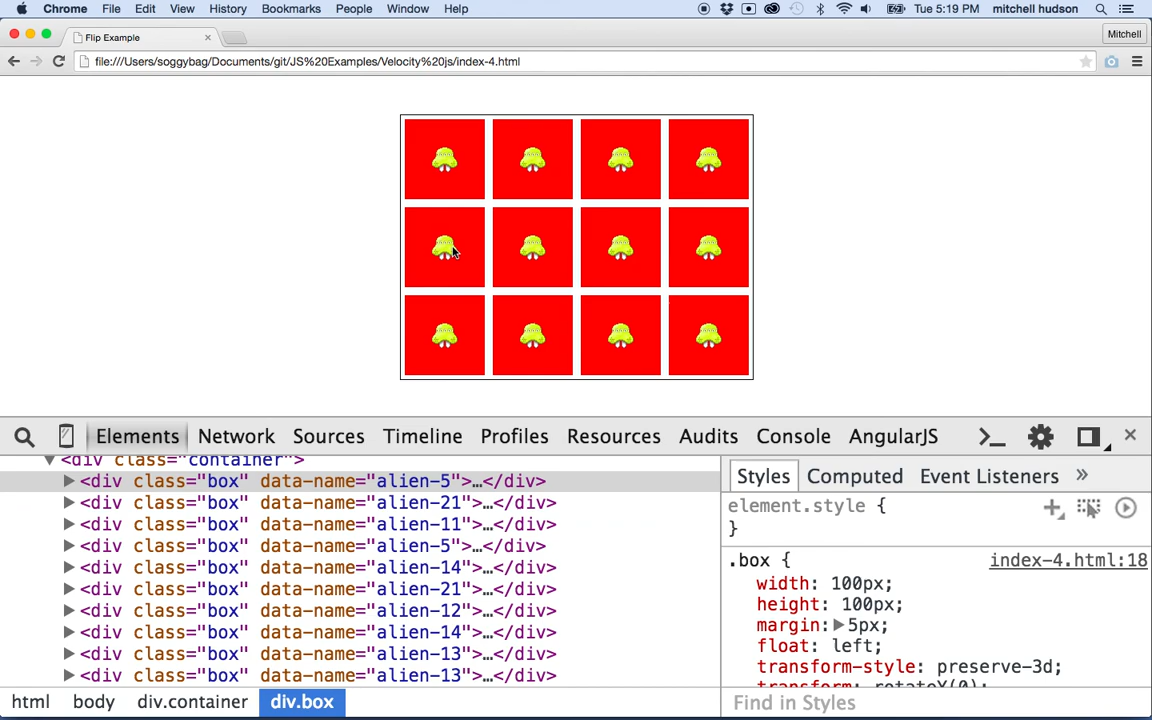 Chrome File Edit View History Bookmarks People Window Help Tue 5:19 PM mitchell hudson
Flip Example Mitchell
file:///Users/soggybag/Documents/git/JS%20Examples/Velocity%20js/index-4.html
Elements Network Sources Timeline Profiles Resources Audits Console AngularJS
<div class="container">
<div class="box" data-name="alien-5">…</div>
<div class="box" data-name="alien-21">…</div>
<div class="box" data-name="alien-11">…</div>
<div class="box" data-name="alien-5">…</div>
<div class="box" data-name="alien-14">…</div>
<div class="box" data-name="alien-21">…</div>
<div class="box" data-name="alien-12">…</div>
<div class="box" data-name="alien-14">…</div>
<div class="box" data-name="alien-13">…</div>
<div class="box" data-name="alien-13">…</div>
html body div.container div.box
Styles Computed Event Listeners »
element.style {
}
.box { index-4.html:18
width: 100px;
height: 100px;
margin: 5px;
float: left;
transform-style: preserve-3d;
transform: rotateY(0);
Find in Styles